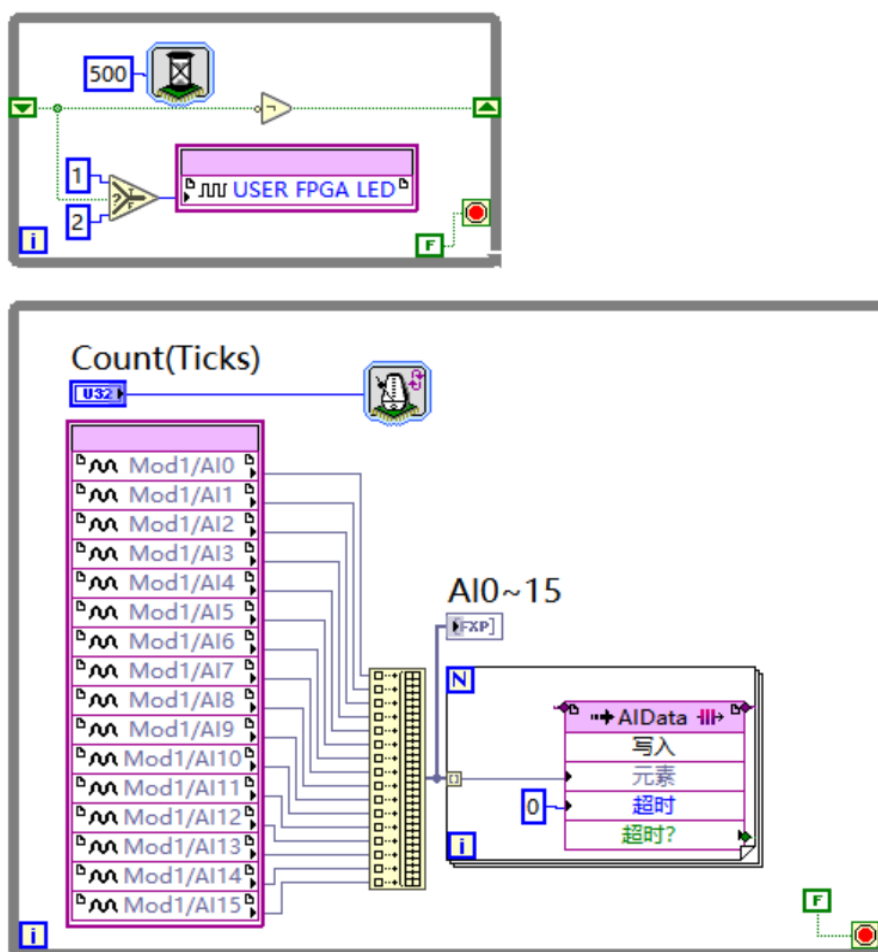 500
1
2
USER FPGA LED
i
F
Count(Ticks)
U32
Mod1/AI0
Mod1/AI1
Mod1/AI2
Mod1/AI3
Mod1/AI4
Mod1/AI5
Mod1/AI6
Mod1/AI7
Mod1/AI8
Mod1/AI9
Mod1/AI10
Mod1/AI11
Mod1/AI12
Mod1/AI13
Mod1/AI14
Mod1/AI15
AI0~15
FXP]
N
AIData
写入
元素
0
超时
超时?
i
F
i